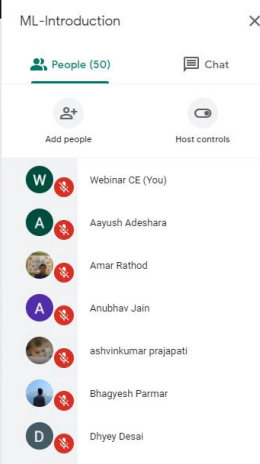 ML-Introduction
People (50)
Chat
Add people
Host controls
W
Webinar CE (You)
A
Aayush Adeshara
Amar Rathod
A
Anubhav Jain
ashvinkumar prajapati
Bhagyesh Parmar
D
Dhyey Desai